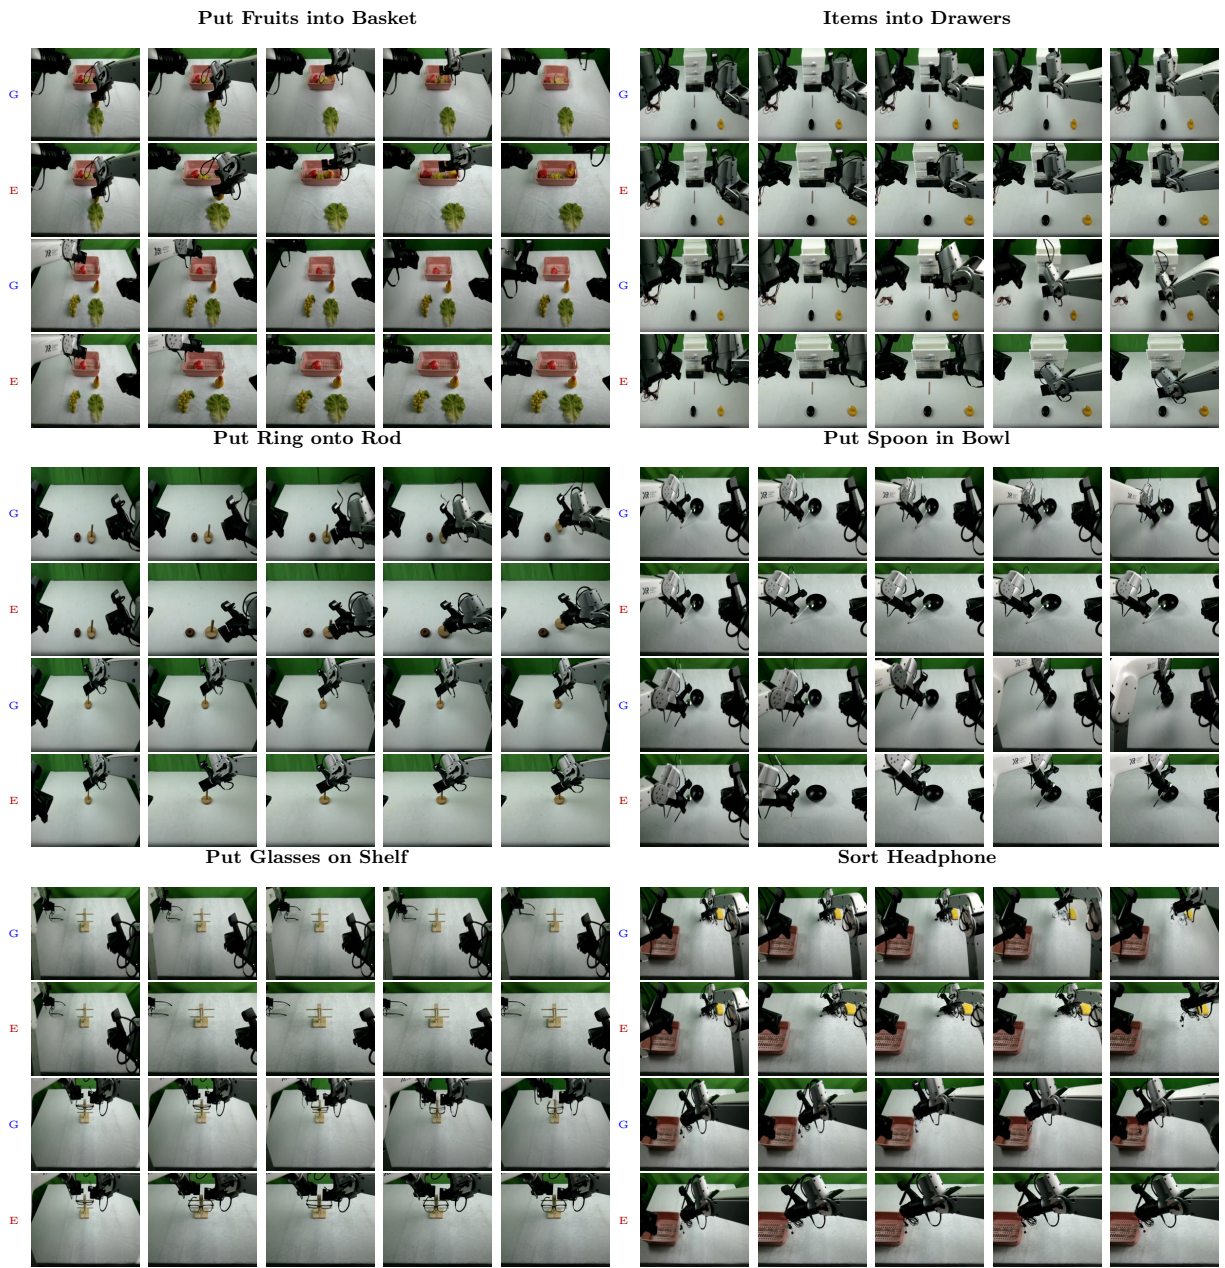 Put Fruits into Basket
G
E
G
E
Items into Drawers
G
E
G
E
Put Ring onto Rod
G
E
G
E
Put Spoon in Bowl
G
E
G
E
Put Glasses on Shelf
G
E
G
E
Sort Headphone
G
E
G
E